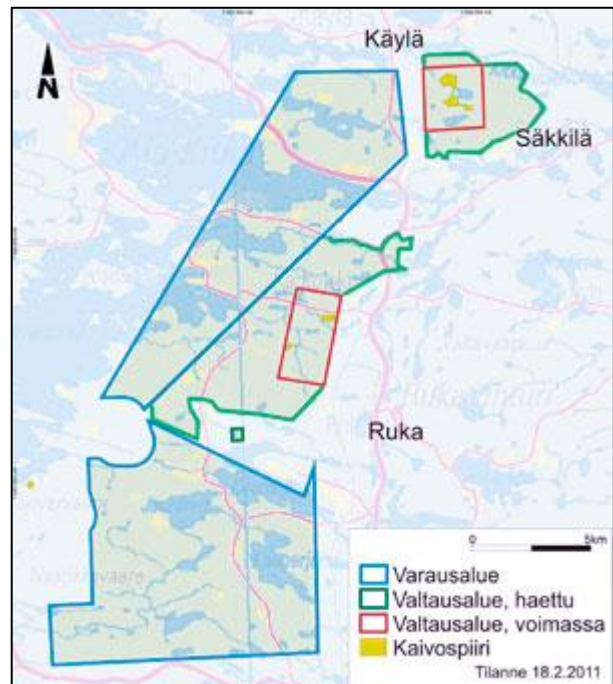 Käylä
N
Säkkilä
Ruka
0 5km
Varausalue
Valtausalue, haettu
Valtausalue, voimassa
Kaivospiiri
Tilanne 18.2.2011